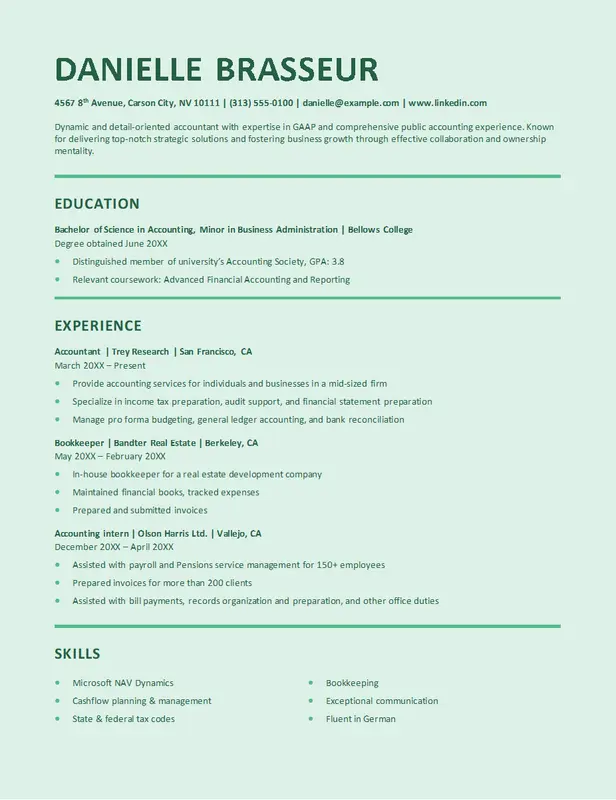 DANIELLE BRASSEUR
4567 8th Avenue, Carson City, NV 10111 | (313) 555-0100 | danielle@example.com | www.linkedin.com
Dynamic and detail-oriented accountant with expertise in GAAP and comprehensive public accounting experience. Known
for delivering top-notch strategic solutions and fostering business growth through effective collaboration and ownership
mentality.
EDUCATION
Bachelor of Science in Accounting, Minor in Business Administration | Bellows College
Degree obtained June 20XX
• Distinguished member of university's Accounting Society, GPA: 3.8
• Relevant coursework: Advanced Financial Accounting and Reporting
EXPERIENCE
Accountant | Trey Research | San Francisco, CA
March 20XX – Present
• Provide accounting services for individuals and businesses in a mid-sized firm
• Specialize in income tax preparation, audit support, and financial statement preparation
• Manage pro forma budgeting, general ledger accounting, and bank reconciliation
Bookkeeper | Bandter Real Estate | Berkeley, CA
May 20XX – February 20XX
• In-house bookkeeper for a real estate development company
• Maintained financial books, tracked expenses
• Prepared and submitted invoices
Accounting intern | Olson Harris Ltd. | Vallejo, CA
December 20XX – April 20XX
• Assisted with payroll and Pensions service management for 150+ employees
• Prepared invoices for more than 200 clients
• Assisted with bill payments, records organization and preparation, and other office duties
SKILLS
• Microsoft NAV Dynamics
• Cashflow planning & management
• State & federal tax codes
• Bookkeeping
• Exceptional communication
• Fluent in German